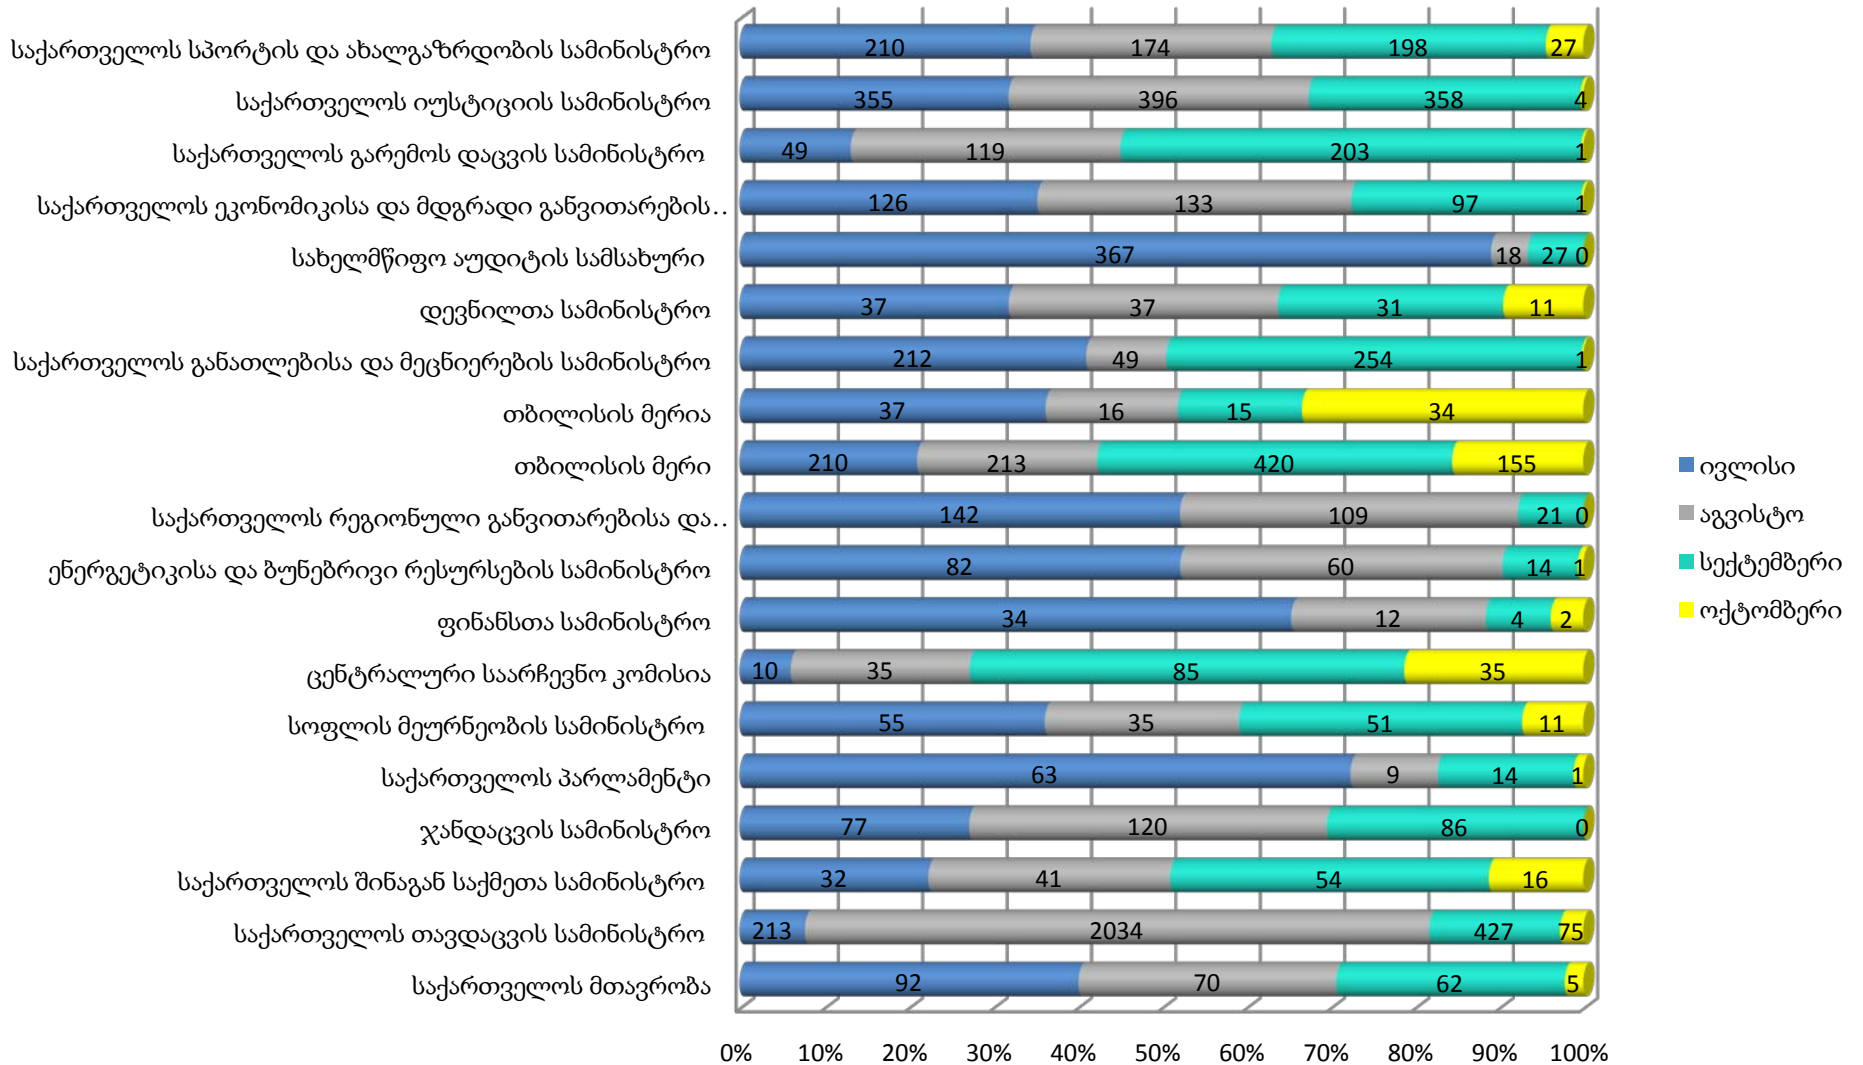 საქართველოს სპორტის და ახალგაზრდობის სამინისტრო 210 174 198 27
საქართველოს იუსტიციის სამინისტრო 355 396 358 4
საქართველოს გარემოს დაცვის სამინისტრო 49 119 203 1
საქართველოს ეკონომიკისა და მდგრადი განვითარების.. 126 133 97 1
სახელმწიფო აუდიტის სამსახური 367 18 27 0
დევნილთა სამინისტრო 37 37 31 11
საქართველოს განათლებისა და მეცნიერების სამინისტრო 212 49 254 1
თბილისის მერია 37 16 15 34
თბილისის მერი 210 213 420 155
საქართველოს რეგიონული განვითარებისა და.. 142 109 21 0
ენერგეტიკისა და ბუნებრივი რესურსების სამინისტრო 82 60 14 1
ფინანსთა სამინისტრო 34 12 4 2
ცენტრალური საარჩევნო კომისია 10 35 85 35
სოფლის მეურნეობის სამინისტრო 55 35 51 11
საქართველოს პარლამენტი 63 9 14 1
ჯანდაცვის სამინისტრო 77 120 86 0
საქართველოს შინაგან საქმეთა სამინისტრო 32 41 54 16
საქართველოს თავდაცვის სამინისტრო 213 2034 427 75
საქართველოს მთავრობა 92 70 62 5
0% 10% 20% 30% 40% 50% 60% 70% 80% 90% 100%
ივლისი
აგვისტო
სექტემბერი
ოქტომბერი